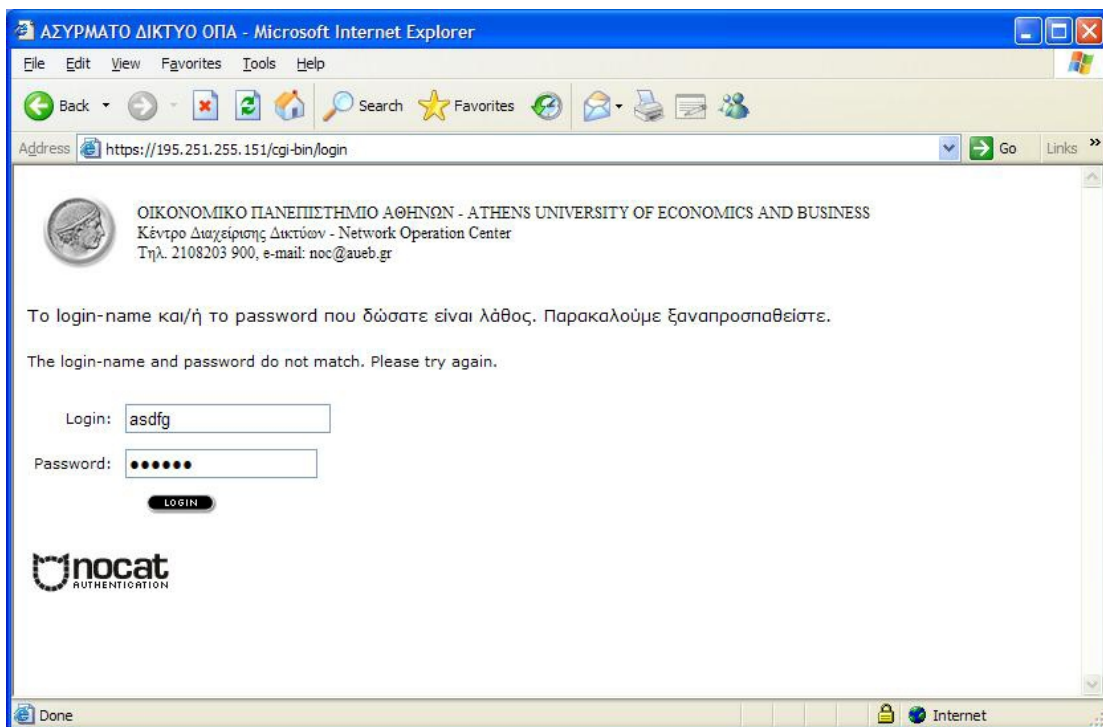 ΑΣΥΡΜΑΤΟ ΔΙΚΤΥΟ ΟΠΑ - Microsoft Internet Explorer
File Edit View Favorites Tools Help
Back Search Favorites
Address https://195.251.255.151/cgi-bin/login Go Links »
ΟΙΚΟΝΟΜΙΚΟ ΠΑΝΕΠΙΣΤΗΜΙΟ ΑΘΗΝΩΝ - ATHENS UNIVERSITY OF ECONOMICS AND BUSINESS
Κέντρο Διαχείρισης Δικτύων - Network Operation Center
Τηλ. 2108203 900, e-mail: noc@aueb.gr
Το login-name και/ή το password που δώσατε είναι λάθος. Παρακαλούμε ξαναπροσπαθείστε.
The login-name and password do not match. Please try again.
Login: asdfg
Password: ●●●●●●
LOGIN
nocat
AUTHENTICATION
Done Internet